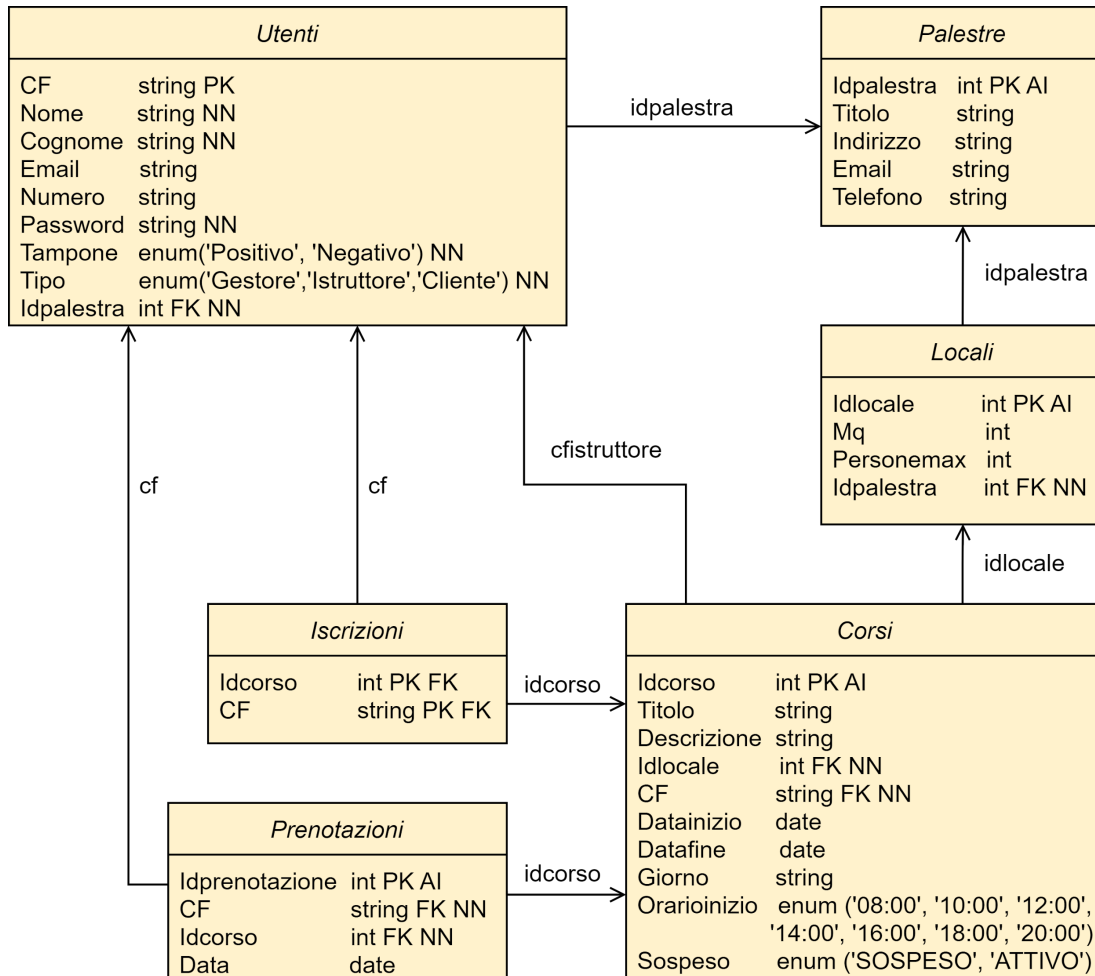 Utenti
CF string PK
Nome string NN
Cognome string NN
Email string
Numero string
Password string NN
Tampone enum('Positivo', 'Negativo') NN
Tipo enum('Gestore','Istruttore','Cliente') NN
Idpalestra int FK NN
idpalestra
Palestre
Idpalestra int PK AI
Titolo string
Indirizzo string
Email string
Telefono string
idpalestra
Locali
Idlocale int PK AI
Mq int
Personemax int
Idpalestra int FK NN
cf
cf
cfistruttore
idlocale
Iscrizioni
Idcorso int PK FK
CF string PK FK
idcorso
Corsi
Idcorso int PK AI
Titolo string
Descrizione string
Idlocale int FK NN
CF string FK NN
Datainizio date
Datafine date
Giorno string
Orarioinizio enum ('08:00', '10:00', '12:00',
'14:00', '16:00', '18:00', '20:00')
Sospeso enum ('SOSPESO', 'ATTIVO')
Prenotazioni
Idprenotazione int PK AI
CF string FK NN
Idcorso int FK NN
Data date
idcorso